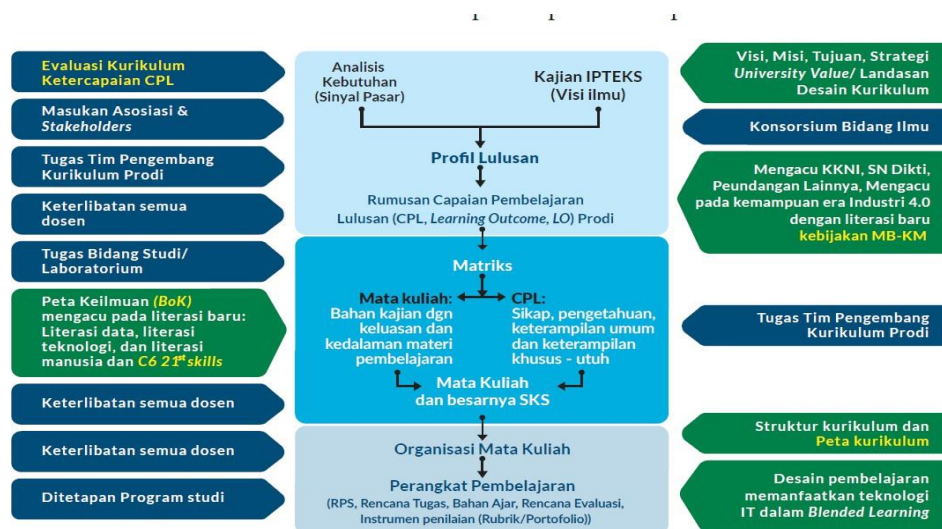 Evaluasi Kurikulum
Ketercapaian CPL
Masukan Asosiasi &
Stakeholders
Tugas Tim Pengembang
Kurikulum Prodi
Keterlibatan semua
dosen
Tugas Bidang Studi/
Laboratorium
Peta Keilmuan (BoK)
mengacu pada literasi baru:
Literasi data, literasi
teknologi, dan literasi
manusia dan C6 21st skills
Keterlibatan semua dosen
Keterlibatan semua dosen
Ditetapan Program studi
Analisis
Kebutuhan
(Sinyal Pasar)
Kajian IPTEKS
(Visi ilmu)
Profil Lulusan
Rumusan Capaian Pembelajaran
Lulusan (CPL, Learning Outcome, LO) Prodi
Matriks
Mata kuliah:
Bahan kajian dgn
keluasan dan
kedalaman materi
pembelajaran
CPL:
Sikap, pengetahuan,
keterampilan umum
dan keterampilan
khusus - utuh
Mata Kuliah
dan besarnya SKS
Organisasi Mata Kuliah
Perangkat Pembelajaran
(RPS, Rencana Tugas, Bahan Ajar, Rencana Evaluasi,
Instrumen penilaian (Rubrik/Portofolio))
Visi, Misi, Tujuan, Strategi
University Value/ Landasan
Desain Kurikulum
Konsorsium Bidang Ilmu
Mengacu KKNI, SN Dikti,
Peundangan Lainnya, Mengacu
pada kemampuan era Industri 4.0
dengan literasi baru
kebijakan MB-KM
Tugas Tim Pengembang
Kurikulum Prodi
Struktur kurikulum dan
Peta kurikulum
Desain pembelajaran
memanfaatkan teknologi
IT dalam Blended Learning